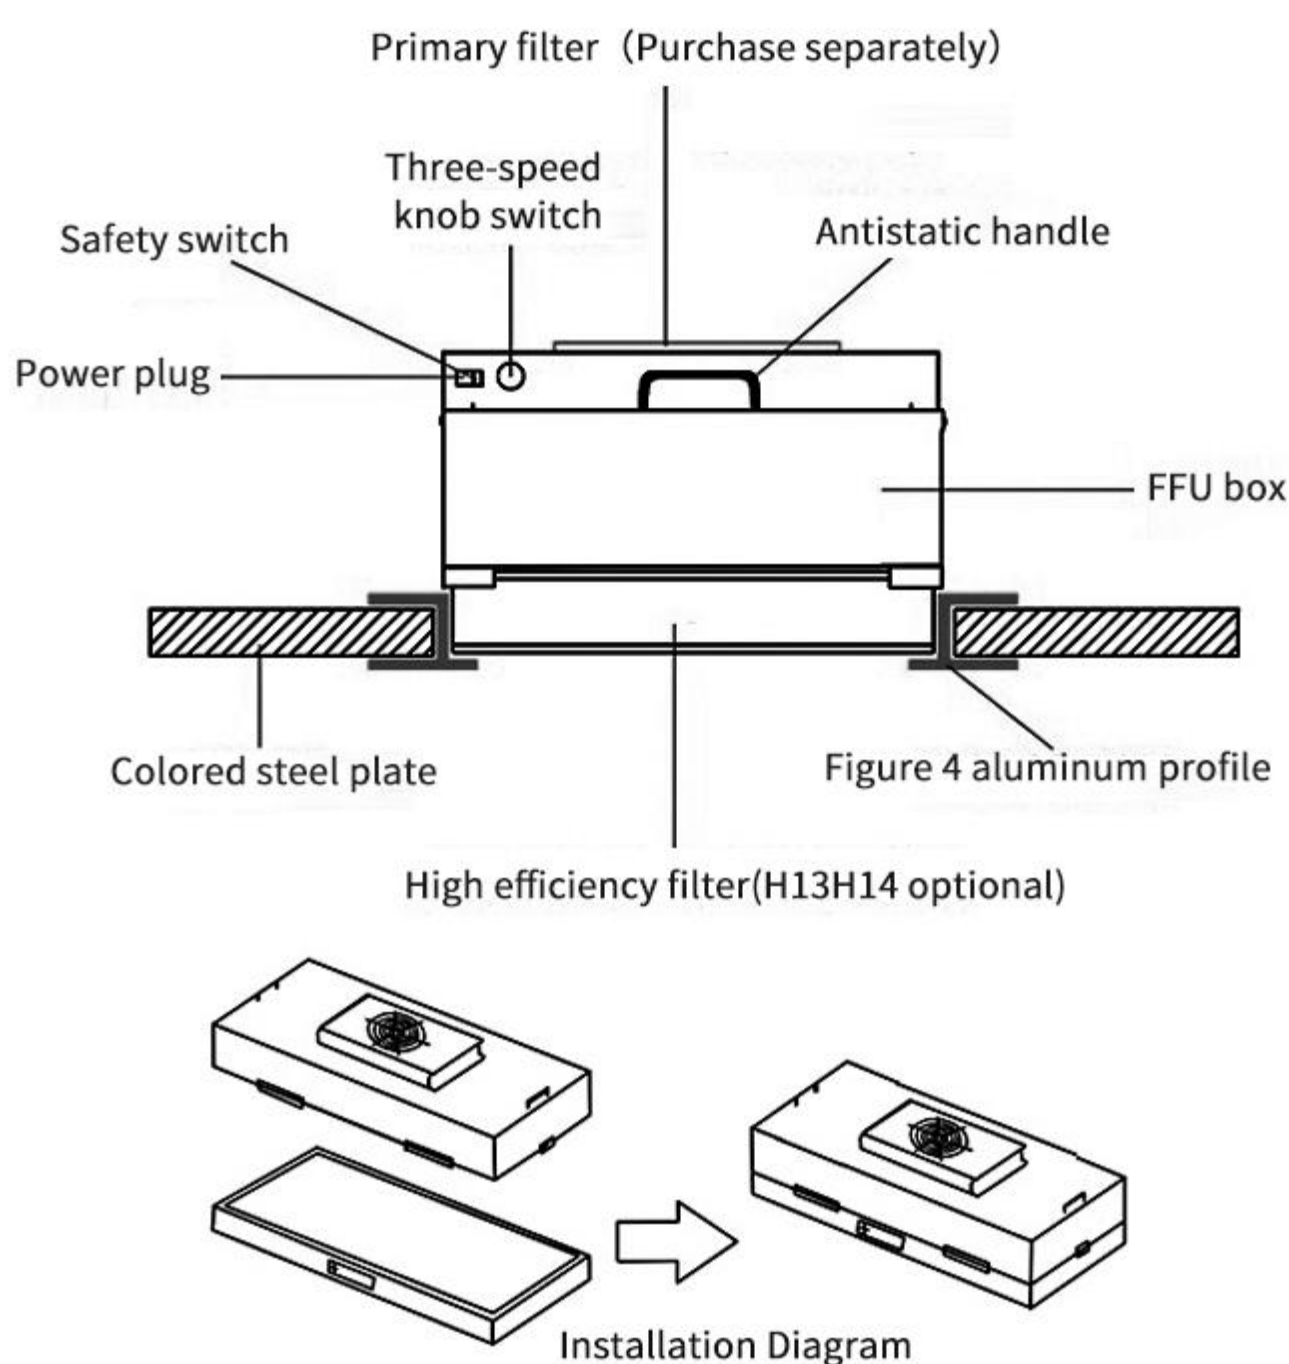 Primary filter（Purchase separately）
Three-speed
knob switch
Safety switch
Antistatic handle
Power plug
FFU box
Colored steel plate
Figure 4 aluminum profile
High efficiency filter(H13H14 optional)
Installation Diagram